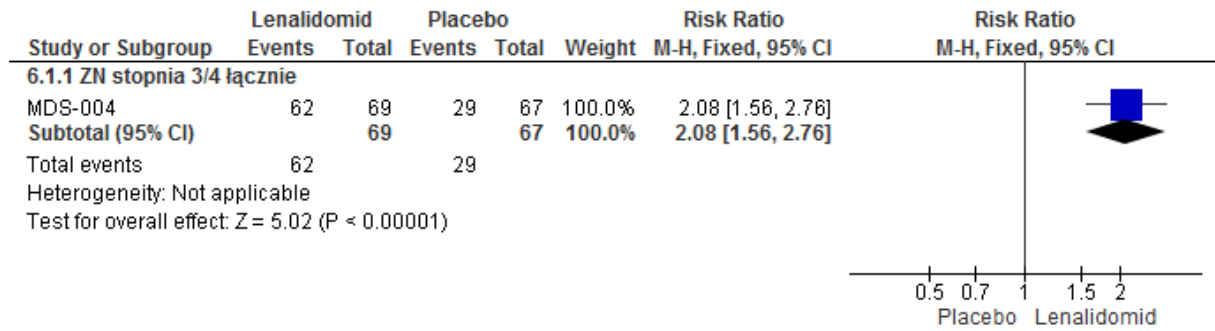 Lenalidomid Placebo Risk Ratio Risk Ratio
Study or Subgroup Events Total Events Total Weight M-H, Fixed, 95% CI M-H, Fixed, 95% CI
6.1.1 ZN stopnia 3/4 łącznie
MDS-004 62 69 29 67 100.0% 2.08 [1.56, 2.76]
Subtotal (95% CI) 69 67 100.0% 2.08 [1.56, 2.76]
Total events 62 29
Heterogeneity: Not applicable
Test for overall effect: Z = 5.02 (P < 0.00001)
0.5 0.7 1 1.5 2
Placebo Lenalidomid